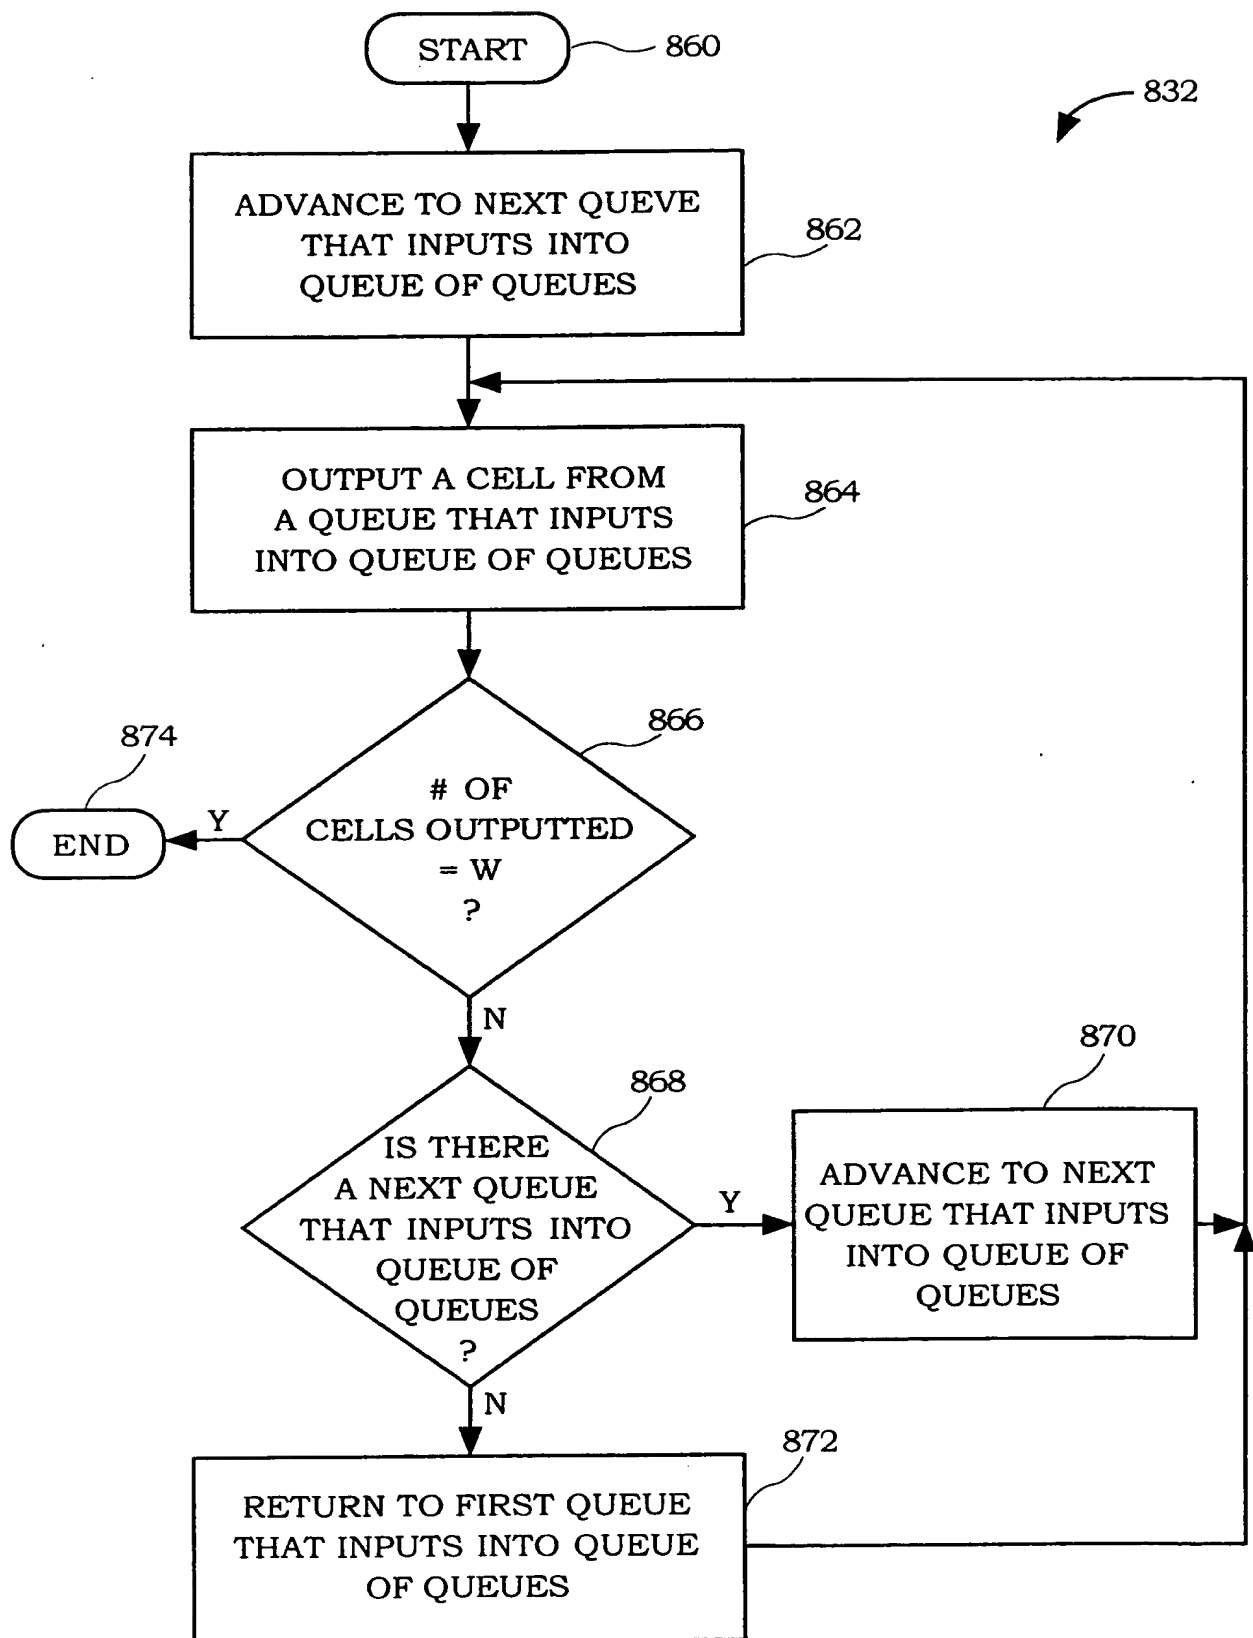 START
860
832
ADVANCE TO NEXT QUEVE
THAT INPUTS INTO
QUEUE OF QUEUES
862
OUTPUT A CELL FROM
A QUEUE THAT INPUTS
INTO QUEUE OF QUEUES
864
866
# OF
CELLS OUTPUTTED
= W
?
874
END
Y
N
868
IS THERE
A NEXT QUEUE
THAT INPUTS INTO
QUEUE OF
QUEUES
?
Y
870
ADVANCE TO NEXT
QUEUE THAT INPUTS
INTO QUEUE OF
QUEUES
N
872
RETURN TO FIRST QUEUE
THAT INPUTS INTO QUEUE
OF QUEUES